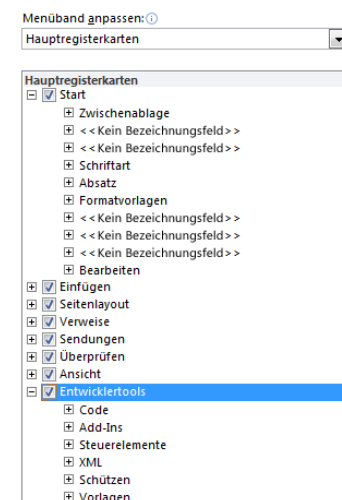 Menüband anpassen:
Hauptregisterkarten
Hauptregisterkarten
Start
Zwischenablage
<<Kein Bezeichnungsfeld>>
<<Kein Bezeichnungsfeld>>
Schriftart
Absatz
Formatvorlagen
<<Kein Bezeichnungsfeld>>
<<Kein Bezeichnungsfeld>>
<<Kein Bezeichnungsfeld>>
Bearbeiten
Einfügen
Seitenlayout
Verweise
Sendungen
Überprüfen
Ansicht
Entwicklertools
Code
Add-Ins
Steuerelemente
XML
Schützen
Vorlagen